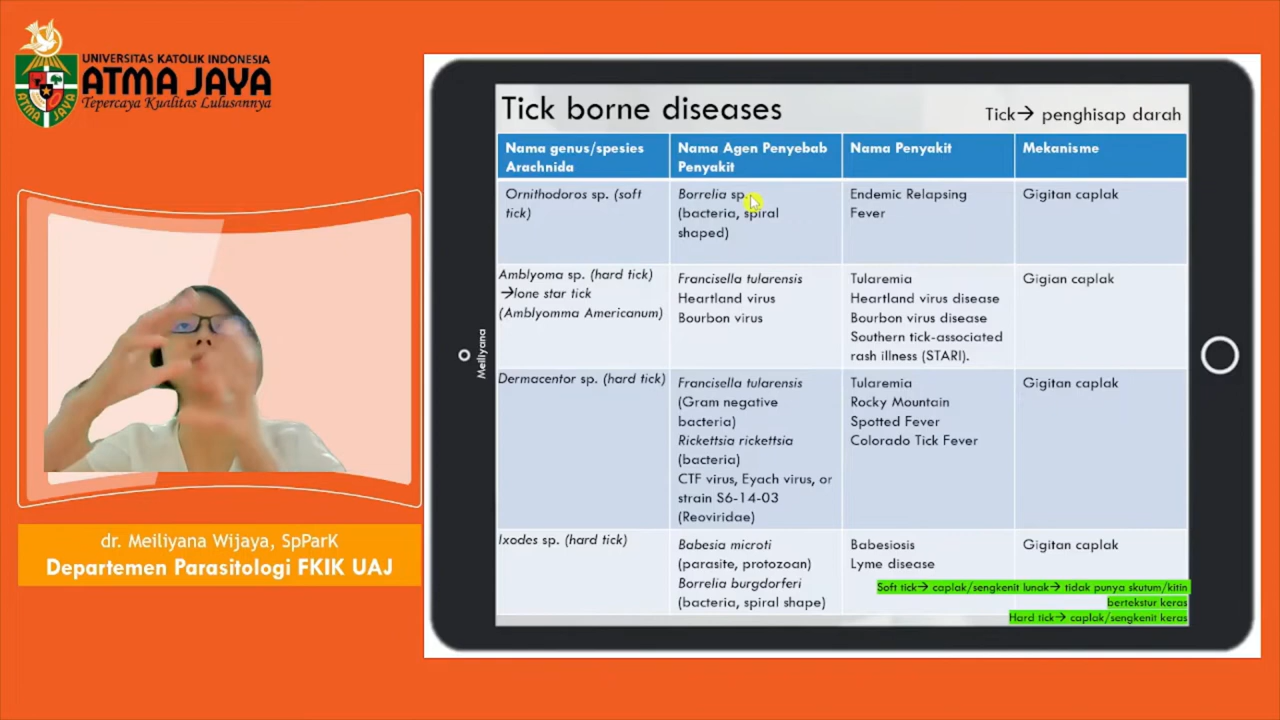 UNIVERSITAS KATOLIK INDONESIA
ATMA JAYA
Tepercaya Kualitas Lulusannya
ATMA JAYA
dr. Meiliyana Wijaya, SpParK
Departemen Parasitologi FKIK UAJ
Meiliyana
Tick borne diseases
Tick→ penghisap darah
Nama genus/spesies
Arachnida
Nama Agen Penyebab
Penyakit
Nama Penyakit
Mekanisme
Ornithodoros sp. (soft
tick)
Borrelia sp.
(bacteria, spiral
shaped)
Endemic Relapsing
Fever
Gigitan caplak
Amblyoma sp. (hard tick)
→lone star tick
(Amblyomma Americanum)
Francisella tularensis
Heartland virus
Bourbon virus
Tularemia
Heartland virus disease
Bourbon virus disease
Southern tick-associated
rash illness (STARI).
Gigian caplak
Dermacentor sp. (hard tick)
Francisella tularensis
(Gram negative
bacteria)
Rickettsia rickettsia
(bacteria)
CTF virus, Eyach virus, or
strain S6-14-03
(Reoviridae)
Tularemia
Rocky Mountain
Spotted Fever
Colorado Tick Fever
Gigitan caplak
Ixodes sp. (hard tick)
Babesia microti
(parasite, protozoan)
Borrelia burgdorferi
(bacteria, spiral shape)
Babesiosis
Lyme disease
Gigitan caplak
Soft tick→ caplak/sengkenit lunak→ tidak punya skutum/kitin
bertekstur keras
Hard tick→ caplak/sengkenit keras